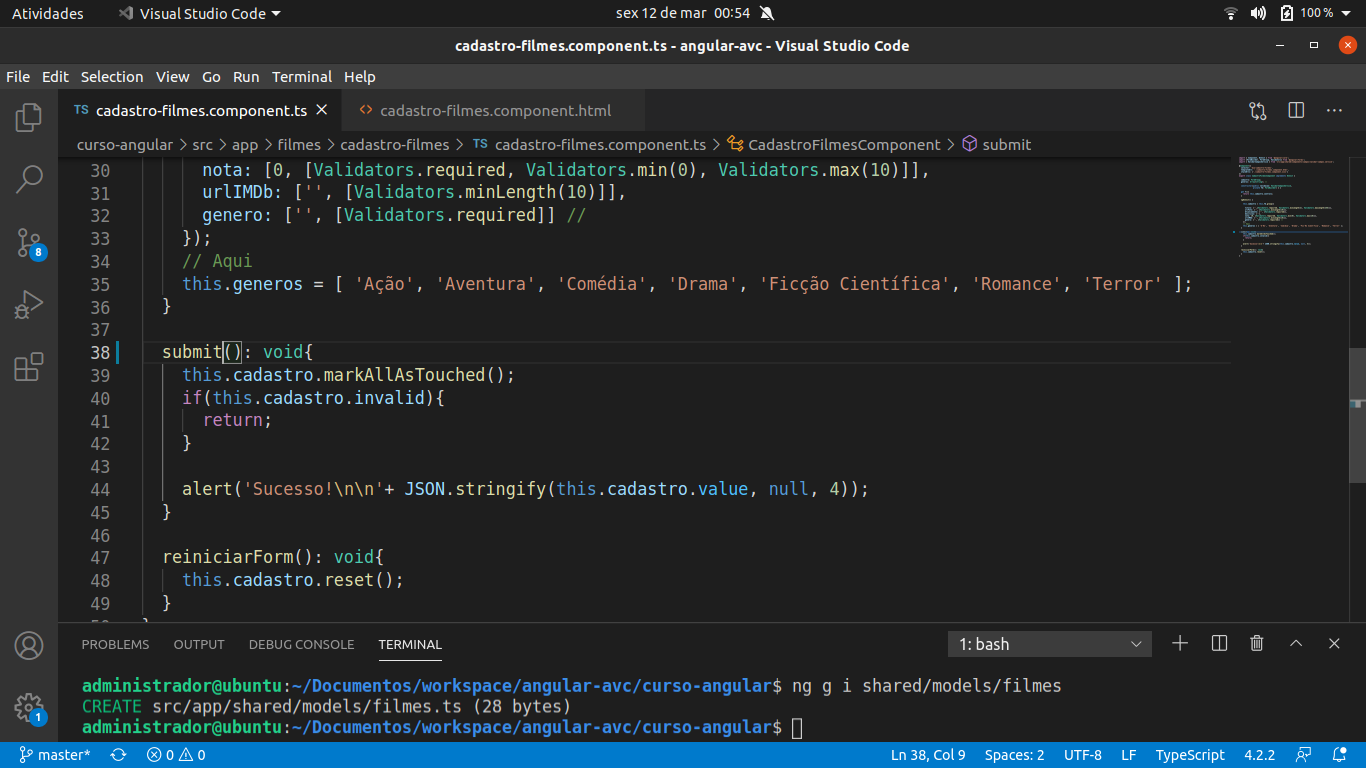 Atividades Visual Studio Code sex 12 de mar 00:54 100 %
cadastro-filmes.component.ts - angular-avc - Visual Studio Code
File Edit Selection View Go Run Terminal Help
TS cadastro-filmes.component.ts cadastro-filmes.component.html
curso-angular > src > app > filmes > cadastro-filmes > TS cadastro-filmes.component.ts > CadastroFilmesComponent > submit
30 nota: [0, [Validators.required, Validators.min(0), Validators.max(10)]],
31 urlIMDb: ['', [Validators.minLength(10)]],
32 genero: ['', [Validators.required]] //
33 });
34 // Aqui
35 this.generos = [ 'Ação', 'Aventura', 'Comédia', 'Drama', 'Ficção Científica', 'Romance', 'Terror' ];
36 }
37
38 submit(): void{
39 this.cadastro.markAllAsTouched();
40 if(this.cadastro.invalid){
41 return;
42 }
43
44 alert('Sucesso!\n\n'+ JSON.stringify(this.cadastro.value, null, 4));
45 }
46
47 reiniciarForm(): void{
48 this.cadastro.reset();
49 }
8
1
PROBLEMS OUTPUT DEBUG CONSOLE TERMINAL 1: bash
administrador@ubuntu:~/Documentos/workspace/angular-avc/curso-angular$ ng g i shared/models/filmes
CREATE src/app/shared/models/filmes.ts (28 bytes)
administrador@ubuntu:~/Documentos/workspace/angular-avc/curso-angular$
master* 0 0 Ln 38, Col 9 Spaces: 2 UTF-8 LF TypeScript 4.2.2